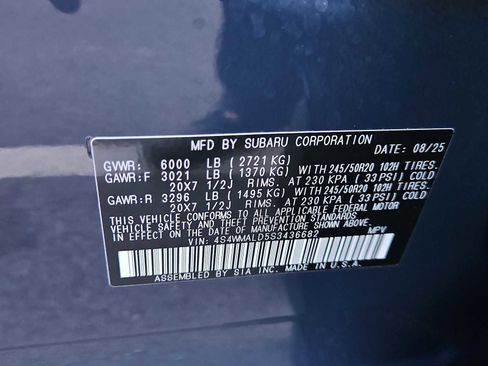 MFD BY SUBARU CORPORATION DATE: 08/25
GVWR: 6000 LB (2721 KG)
GAWR:F 3021 LB (1370 KG) WITH 245/50R20 102H TIRES.
20X7 1/2J RIMS. AT 230 KPA (33 PSI) COLD
GAWR:R 3296 LB (1495 KG) WITH 245/50R20 102H TIRES.
20X7 1/2J RIMS. AT 230 KPA (33 PSI) COLD
THIS VEHICLE CONFORMS TO ALL APPLICABLE FEDERAL MOTOR
VEHICLE SAFETY AND THEFT PREVENTION STANDARDS
IN EFFECT ON THE DATE OF MANUFACTURE SHOWN ABOVE.
VIN: 4S4WMALD5S3436682 MPV
ASSEMBLED BY SIA INC. MADE IN U.S.A.